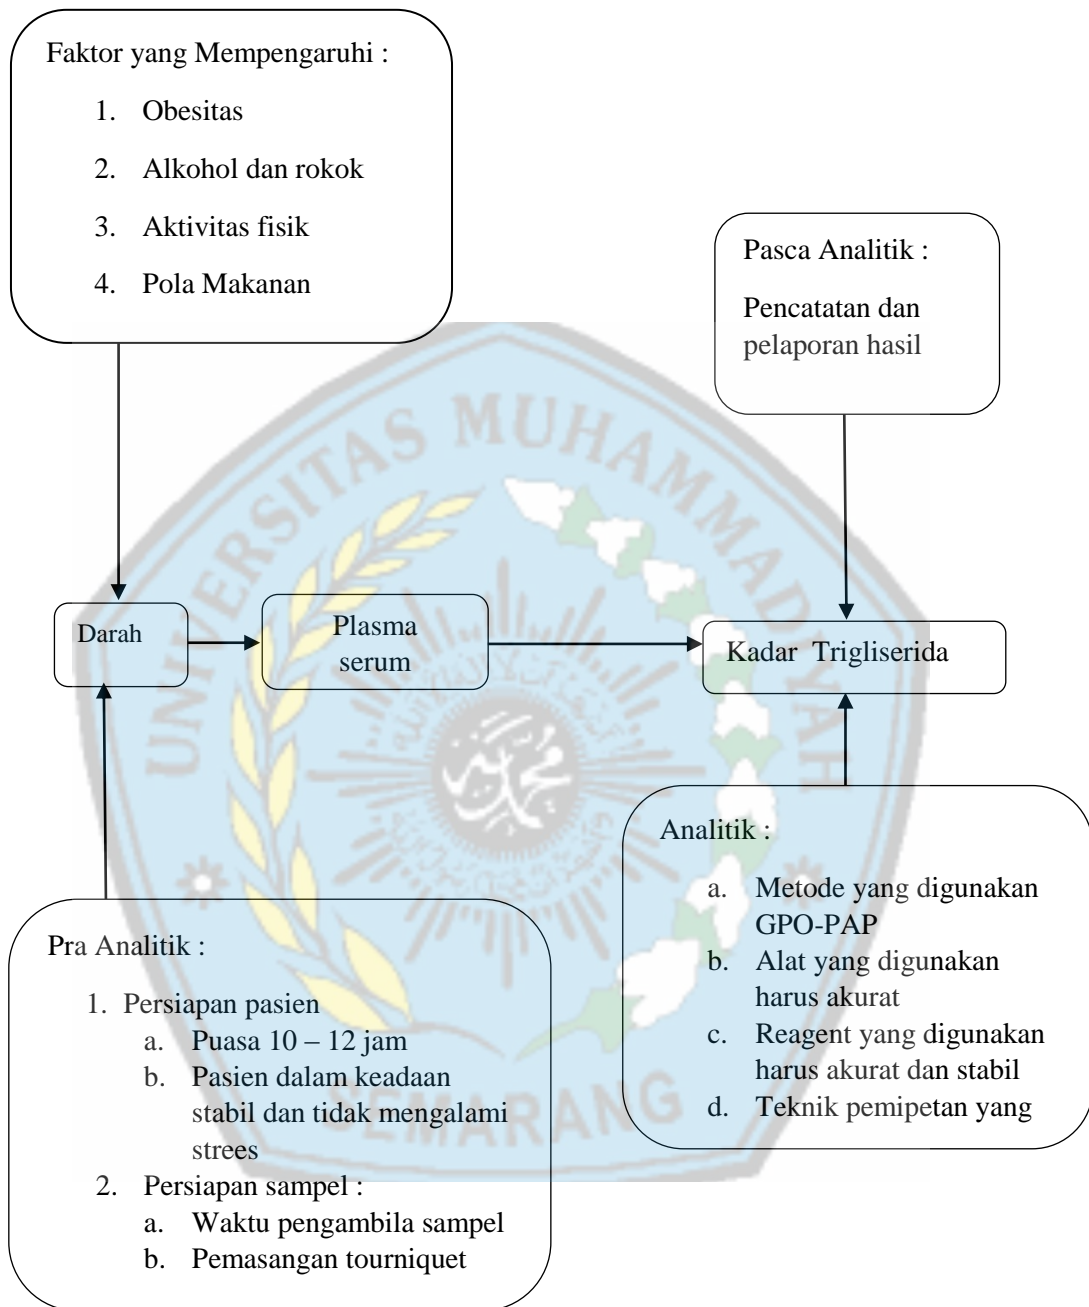 Faktor yang Mempengaruhi :
1. Obesitas
2. Alkohol dan rokok
3. Aktivitas fisik
4. Pola Makanan
Pasca Analitik :
Pencatatan dan
pelaporan hasil
Darah
Plasma
serum
Kadar Trigliserida
Analitik :
a. Metode yang digunakan
GPO-PAP
b. Alat yang digunakan
harus akurat
c. Reagent yang digunakan
harus akurat dan stabil
d. Teknik pemipetan yang
Pra Analitik :
1. Persiapan pasien
a. Puasa 10 – 12 jam
b. Pasien dalam keadaan
stabil dan tidak mengalami
strees
2. Persiapan sampel :
a. Waktu pengambila sampel
b. Pemasangan tourniquet
UNIVERSITAS MUHAMMADIYAH
SEMARANG